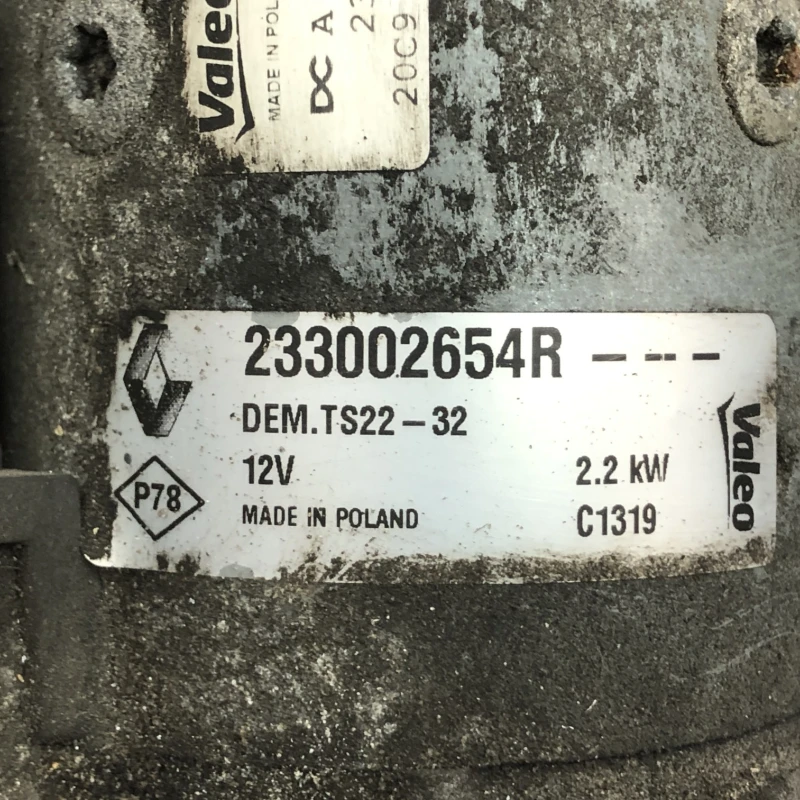 Valeo
MADE IN POL
DC A
23
20C9
233002654R - - -
DEM.TS22-32
12V 2.2 kW
P78
MADE IN POLAND C1319
Valeo